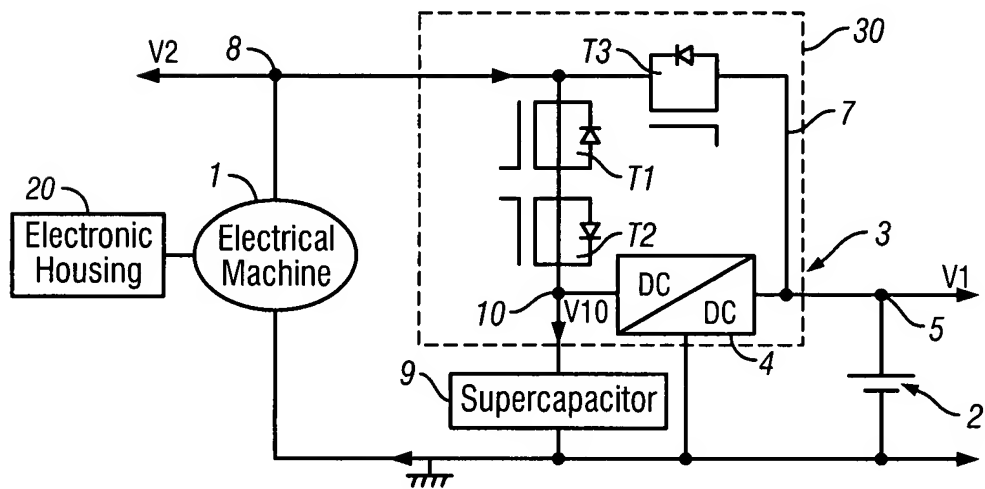 V2
8
T3
30
7
T1
1
20
Electronic
Housing
Electrical
Machine
T2
3
DC
DC
V1
10
V10
4
5
9
Supercapacitor
2